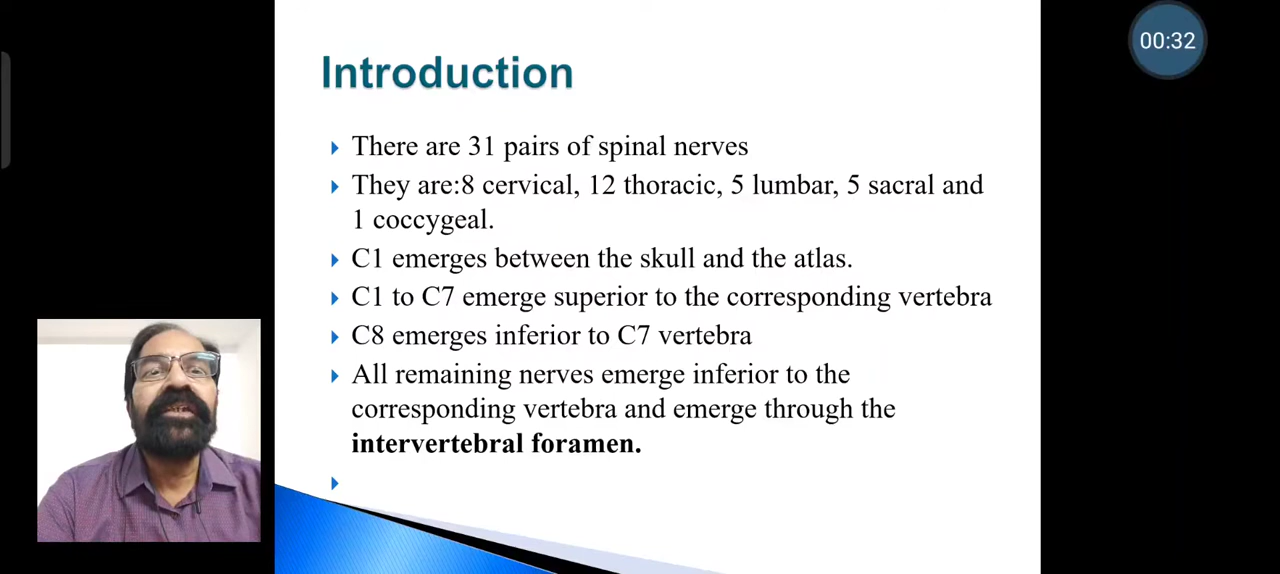 00:32
Introduction
There are 31 pairs of spinal nerves
They are:8 cervical, 12 thoracic, 5 lumbar, 5 sacral and
1 coccygeal.
C1 emerges between the skull and the atlas.
C1 to C7 emerge superior to the corresponding vertebra
C8 emerges inferior to C7 vertebra
All remaining nerves emerge inferior to the
corresponding vertebra and emerge through the
intervertebral foramen.